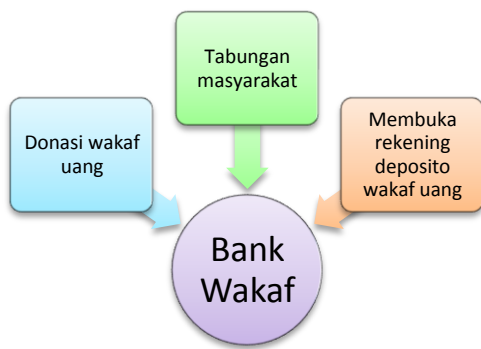 Tabungan
masyarakat
Donasi wakaf
uang
Membuka
rekening
deposito
wakaf uang
Bank
Wakaf